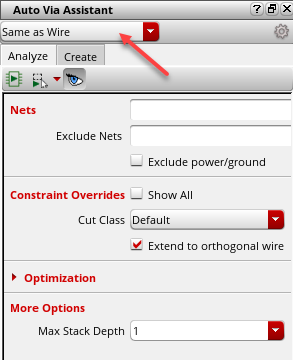 Auto Via Assistant
Same as Wire
Analyze Create
Nets
Exclude Nets
Exclude power/ground
Constraint Overrides Show All
Cut Class Default
Extend to orthogonal wire
Optimization
More Options
Max Stack Depth 1